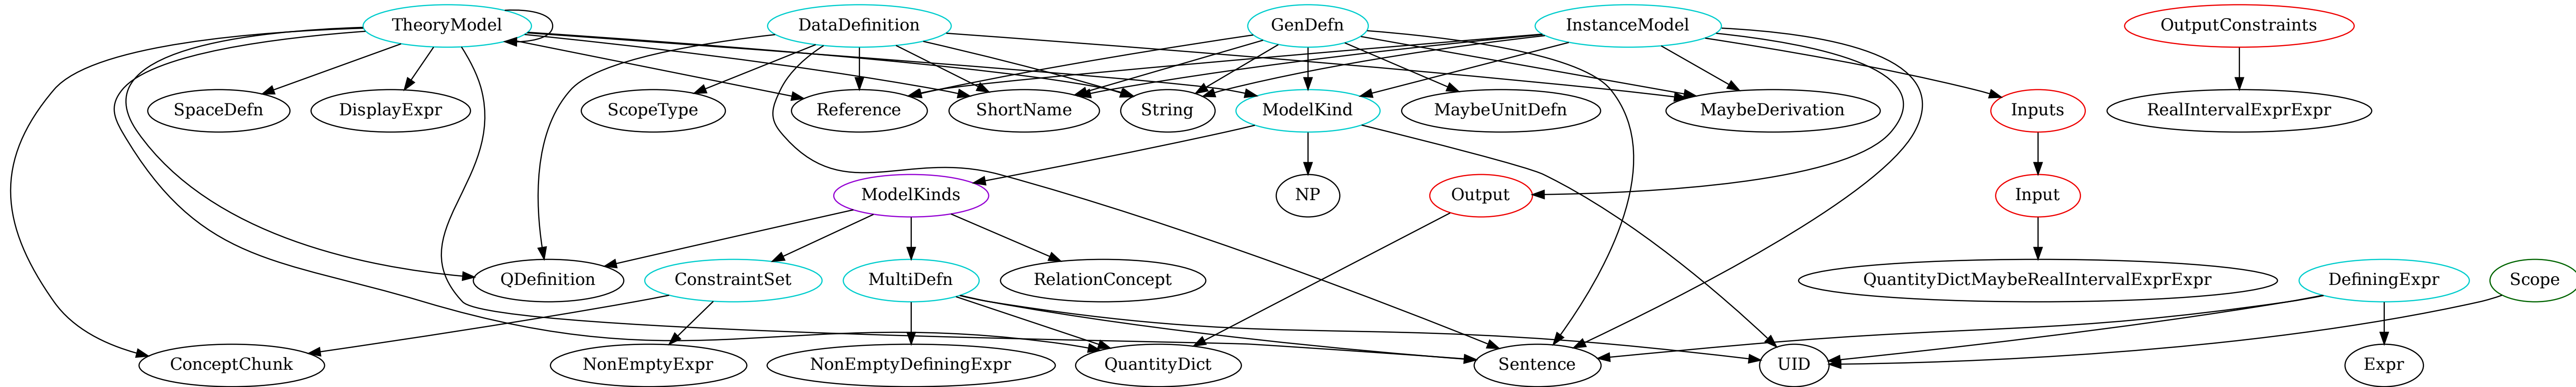 TheoryModel
DataDefinition
GenDefn
InstanceModel
OutputConstraints
SpaceDefn
DisplayExpr
ScopeType
Reference
ShortName
String
ModelKind
MaybeUnitDefn
MaybeDerivation
Inputs
RealIntervalExprExpr
ModelKinds
NP
Output
Input
QDefinition
ConstraintSet
MultiDefn
RelationConcept
QuantityDictMaybeRealIntervalExprExpr
DefiningExpr
Scope
ConceptChunk
NonEmptyExpr
NonEmptyDefiningExpr
QuantityDict
Sentence
UID
Expr